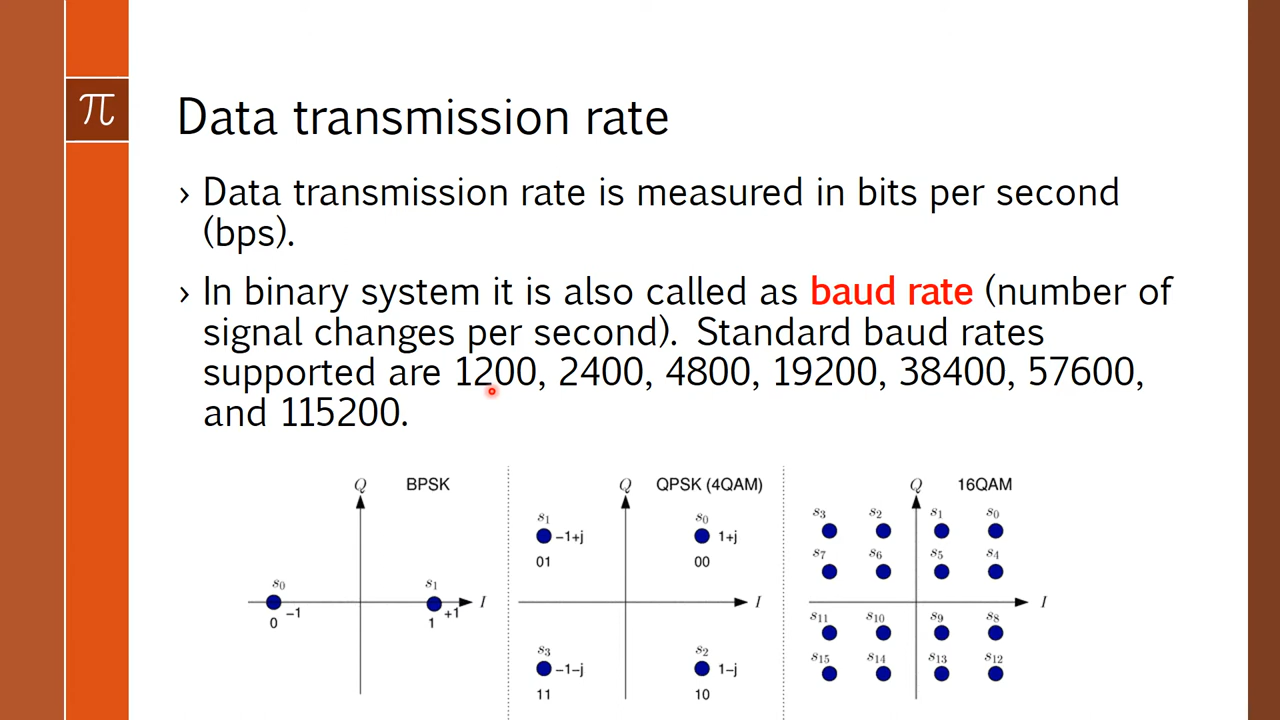 π
Data transmission rate
› Data transmission rate is measured in bits per second
(bps).
› In binary system it is also called as baud rate (number of
signal changes per second). Standard baud rates
supported are 1200, 2400, 4800, 19200, 38400, 57600,
and 115200.
Q BPSK
s0 s1
I
−1 +1
0 1
Q QPSK (4QAM)
s1 s0
−1+j 1+j
01 00
I
s3 s2
−1−j 1−j
11 10
Q 16QAM
s3 s2 s1 s0
s7 s6 s5 s4
I
s11 s10 s9 s8
s15 s14 s13 s12